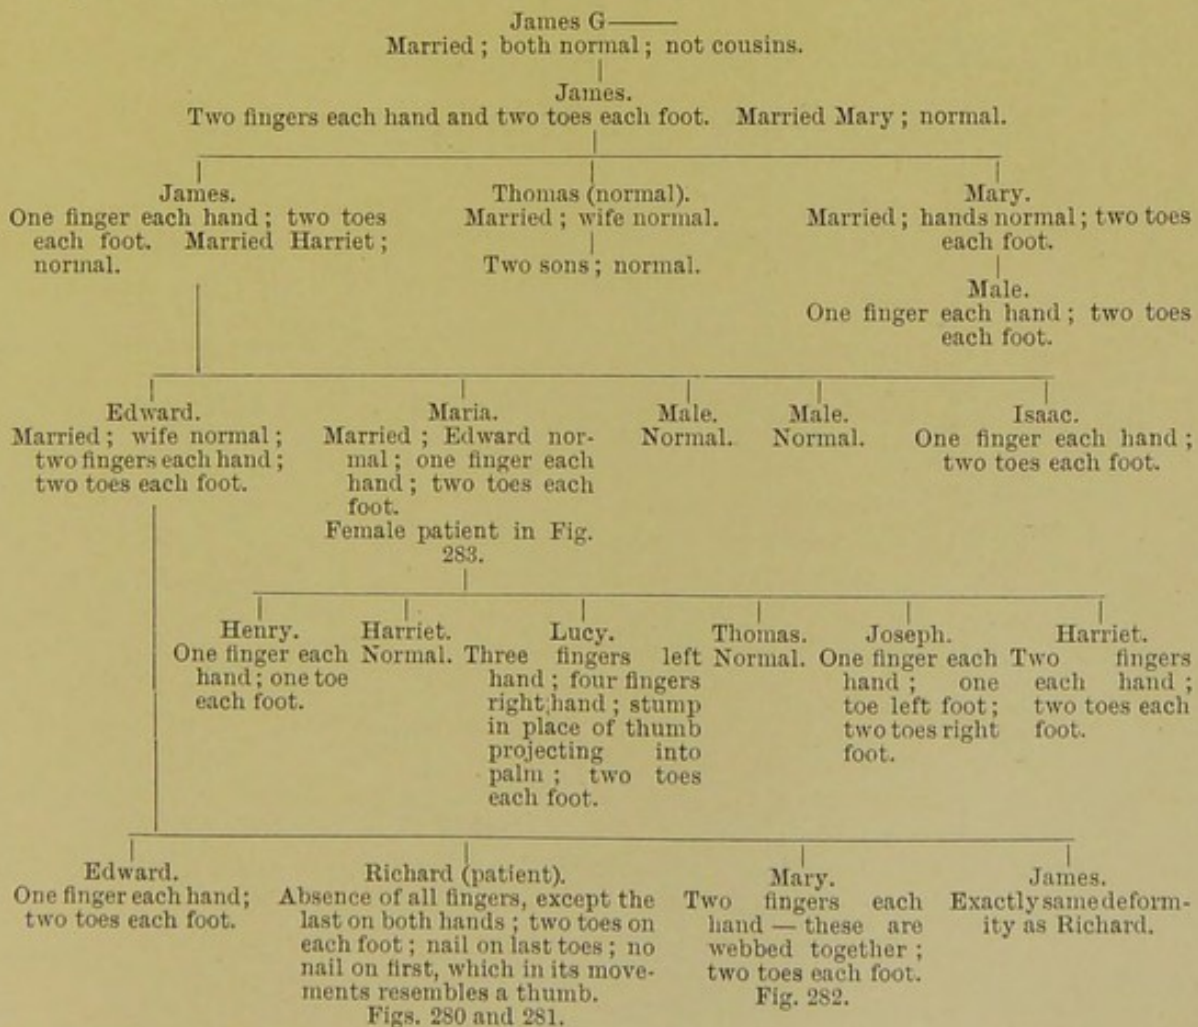 James G——
Married ; both normal ; not cousins.
James.
Two fingers each hand and two toes each foot. Married Mary ; normal.
James.
One finger each hand ; two toes
each foot. Married Harriet ;
normal.
Thomas (normal).
Married ; wife normal.
Two sons ; normal.
Mary.
Married ; hands normal ; two toes
each foot.
Male.
One finger each hand ; two toes
each foot.
Edward.
Married ; wife normal ;
two fingers each hand ;
two toes each foot.
Maria.
Married ; Edward nor-
mal ; one finger each
hand ; two toes each
foot.
Female patient in Fig.
283.
Male.
Normal.
Male.
Normal.
Isaac.
One finger each hand ;
two toes each foot.
Henry.
One finger each
hand ; one toe
each foot.
Harriet.
Normal.
Lucy.
Three fingers left
hand ; four fingers
right hand ; stump
in place of thumb
projecting into
palm ; two toes
each foot.
Thomas.
Normal.
Joseph.
One finger each
hand ; one
toe left foot ;
two toes right
foot.
Harriet.
Two fingers
each hand ;
two toes each
foot.
Edward.
One finger each hand;
two toes each foot.
Richard (patient).
Absence of all fingers, except the
last on both hands ; two toes on
each foot ; nail on last toes ; no
nail on first, which in its move-
ments resembles a thumb.
Figs. 280 and 281.
Mary.
Two fingers each
hand — these are
webbed together ;
two toes each foot.
Fig. 282.
James.
Exactly same deform-
ity as Richard.